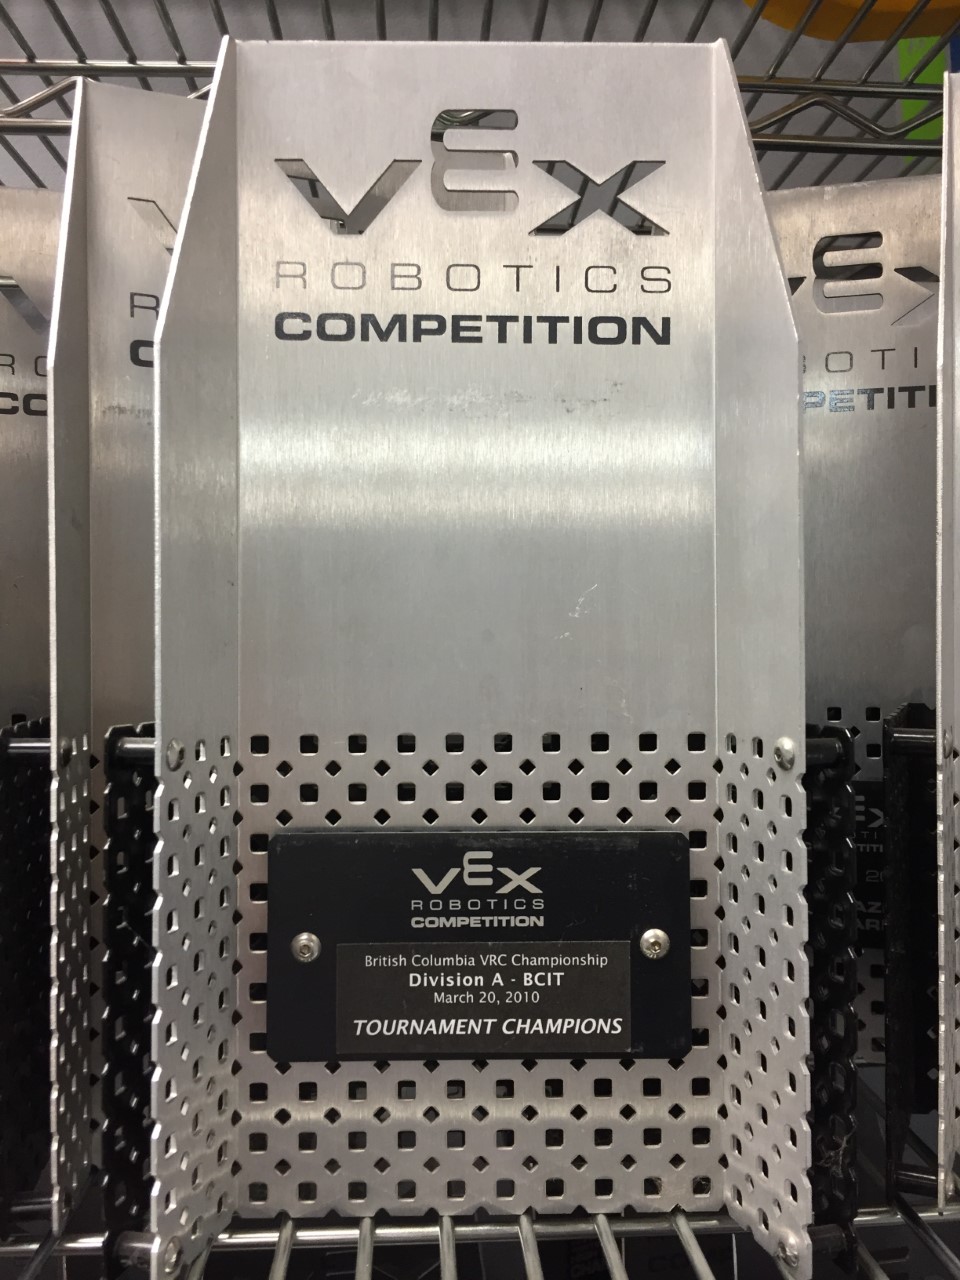 VEX
ROBOTICS
COMPETITION
VEX
ROBOTICS
COMPETITION
British Columbia VRC Championship
Division A - BCIT
March 20, 2010
TOURNAMENT CHAMPIONS